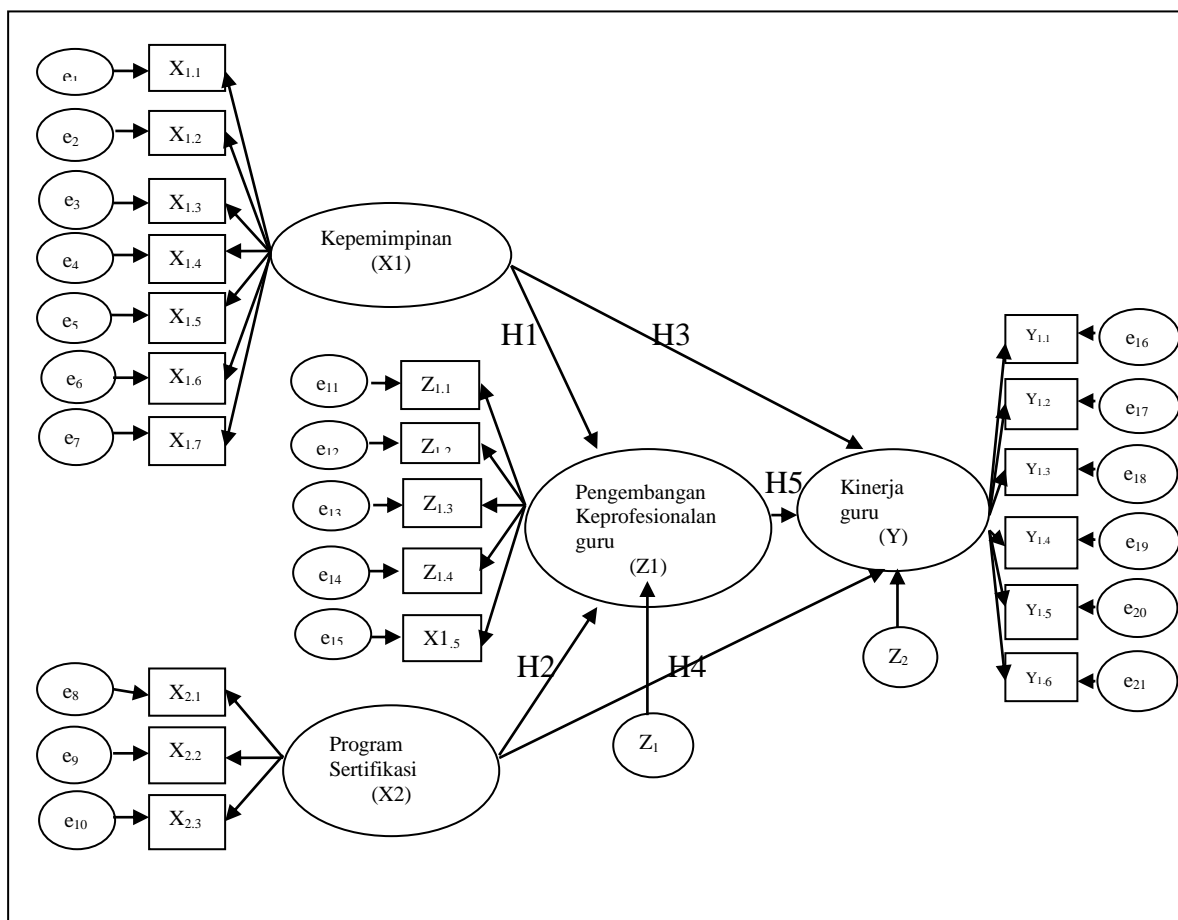 e₁ X₁.₁
e₂ X₁.₂
e₃ X₁.₃
e₄ X₁.₄
e₅ X₁.₅
e₆ X₁.₆
e₇ X₁.₇
Kepemimpinan
(X1)
H1
H3
e₁₁ Z₁.₁
e₁₂ Z₁.₂
e₁₃ Z₁.₃
e₁₄ Z₁.₄
e₁₅ X1.₅
Pengembangan
Keprofesionalan
guru
(Z1)
H5
Kinerja
guru
(Y)
Y₁.₁ e₁₆
Y₁.₂ e₁₇
Y₁.₃ e₁₈
Y₁.₄ e₁₉
Y₁.₅ e₂₀
Y₁.₆ e₂₁
H2
H4
Z₁
Z₂
e₈ X₂.₁
e₉ X₂.₂
e₁₀ X₂.₃
Program
Sertifikasi
(X2)